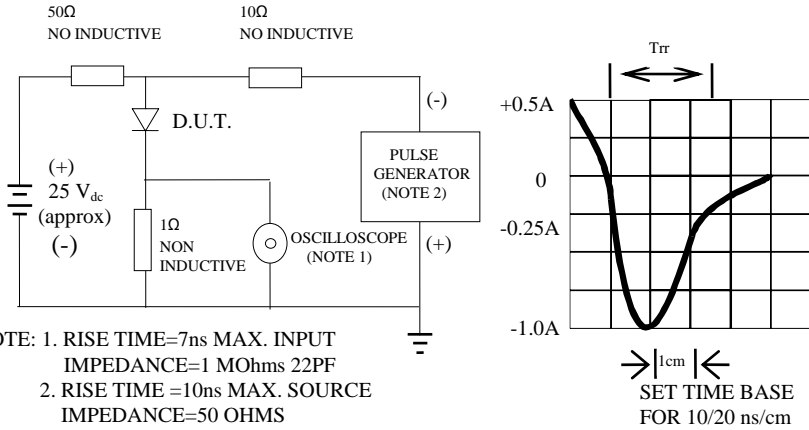 50Ω
NO INDUCTIVE
10Ω
NO INDUCTIVE
D.U.T.
(+)
25 Vdc
(approx)
(-)
1Ω
NON
INDUCTIVE
OSCILLOSCOPE
(NOTE 1)
(-)
PULSE
GENERATOR
(NOTE 2)
(+)
Trr
+0.5A
0
-0.25A
-1.0A
1cm
SET TIME BASE
FOR 10/20 ns/cm
OTE: 1. RISE TIME=7ns MAX. INPUT
IMPEDANCE=1 MOhms 22PF
2. RISE TIME =10ns MAX. SOURCE
IMPEDANCE=50 OHMS